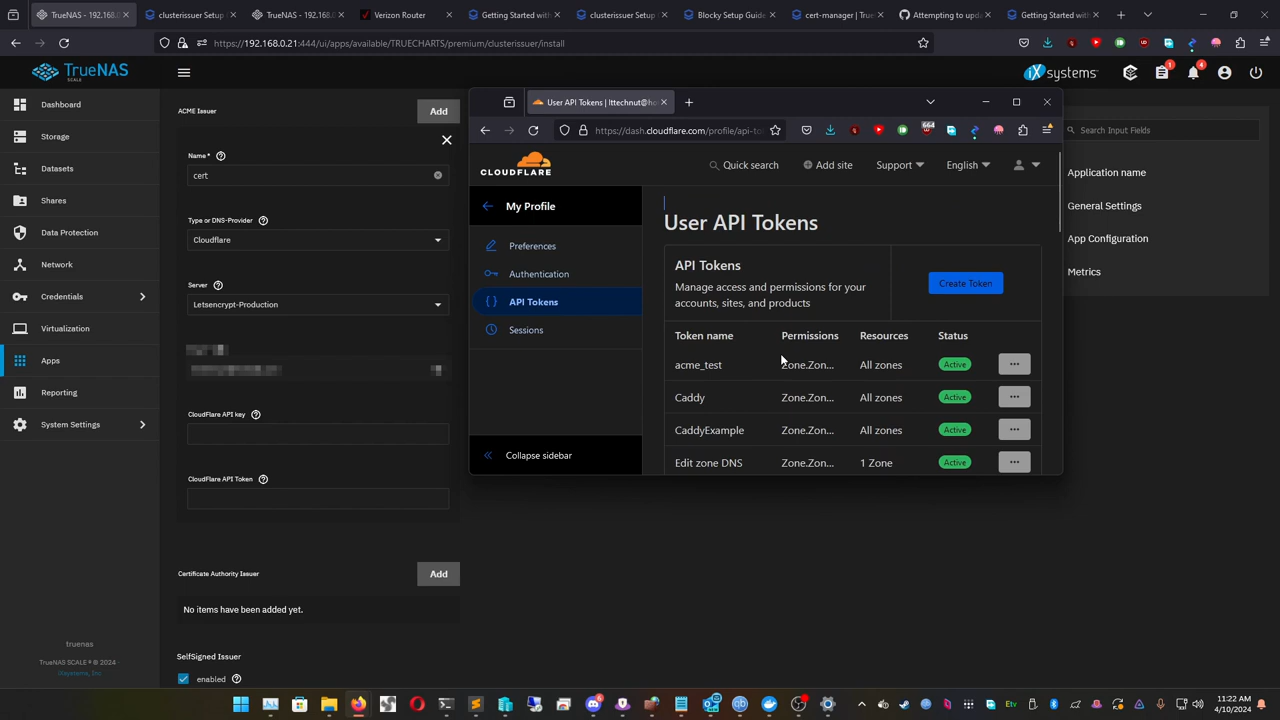 TrueNAS - 192.168.0
clusterissuer Setup
TrueNAS - 192.168.0
Verizon Router
Getting Started with
clusterissuer Setup
Blocky Setup Guide
cert-manager | True
Attempting to upda
Getting Started with
https://192.168.0.21:444/ui/apps/available/TRUECHARTS/premium/clusterissuer/install
TrueNAS
SCALE
iXsystems
1
4
Dashboard
Storage
Datasets
Shares
Data Protection
Network
Credentials
Virtualization
Apps
Reporting
System Settings
truenas
TrueNAS SCALE ® © 2024 -
iXsystems, Inc
ACME Issuer
Add
Name *
cert
Type or DNS-Provider
Cloudflare
Server
Letsencrypt-Production
CloudFlare API key
CloudFlare API Token
Certificate Authority Issuer
Add
No items have been added yet.
SelfSigned Issuer
enabled
User API Tokens | lttechnut@ho
https://dash.cloudflare.com/profile/api-to
664
CLOUDFLARE
Quick search
Add site
Support
English
My Profile
Preferences
Authentication
API Tokens
Sessions
Collapse sidebar
User API Tokens
API Tokens
Manage access and permissions for your
accounts, sites, and products
Create Token
Token name Permissions Resources Status
acme_test Zone.Zon... All zones Active
Caddy Zone.Zon... All zones Active
CaddyExample Zone.Zon... All zones Active
Edit zone DNS Zone.Zon... 1 Zone Active
Search Input Fields
Application name
General Settings
App Configuration
Metrics
11:22 AM
4/10/2024